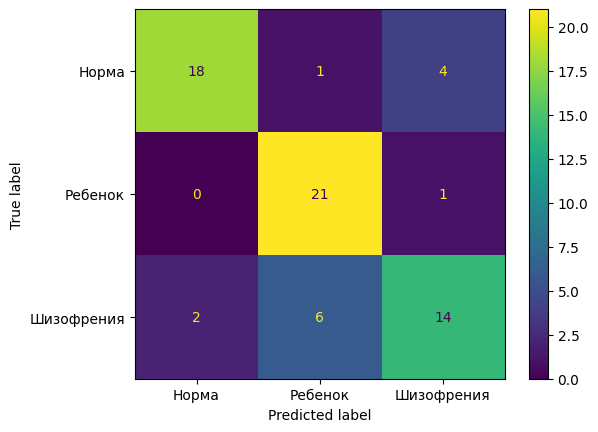 Норма 18 1 4
Ребенок 0 21 1
Шизофрения 2 6 14
Норма Ребенок Шизофрения
Predicted label
True label
20.0
17.5
15.0
12.5
10.0
7.5
5.0
2.5
0.0